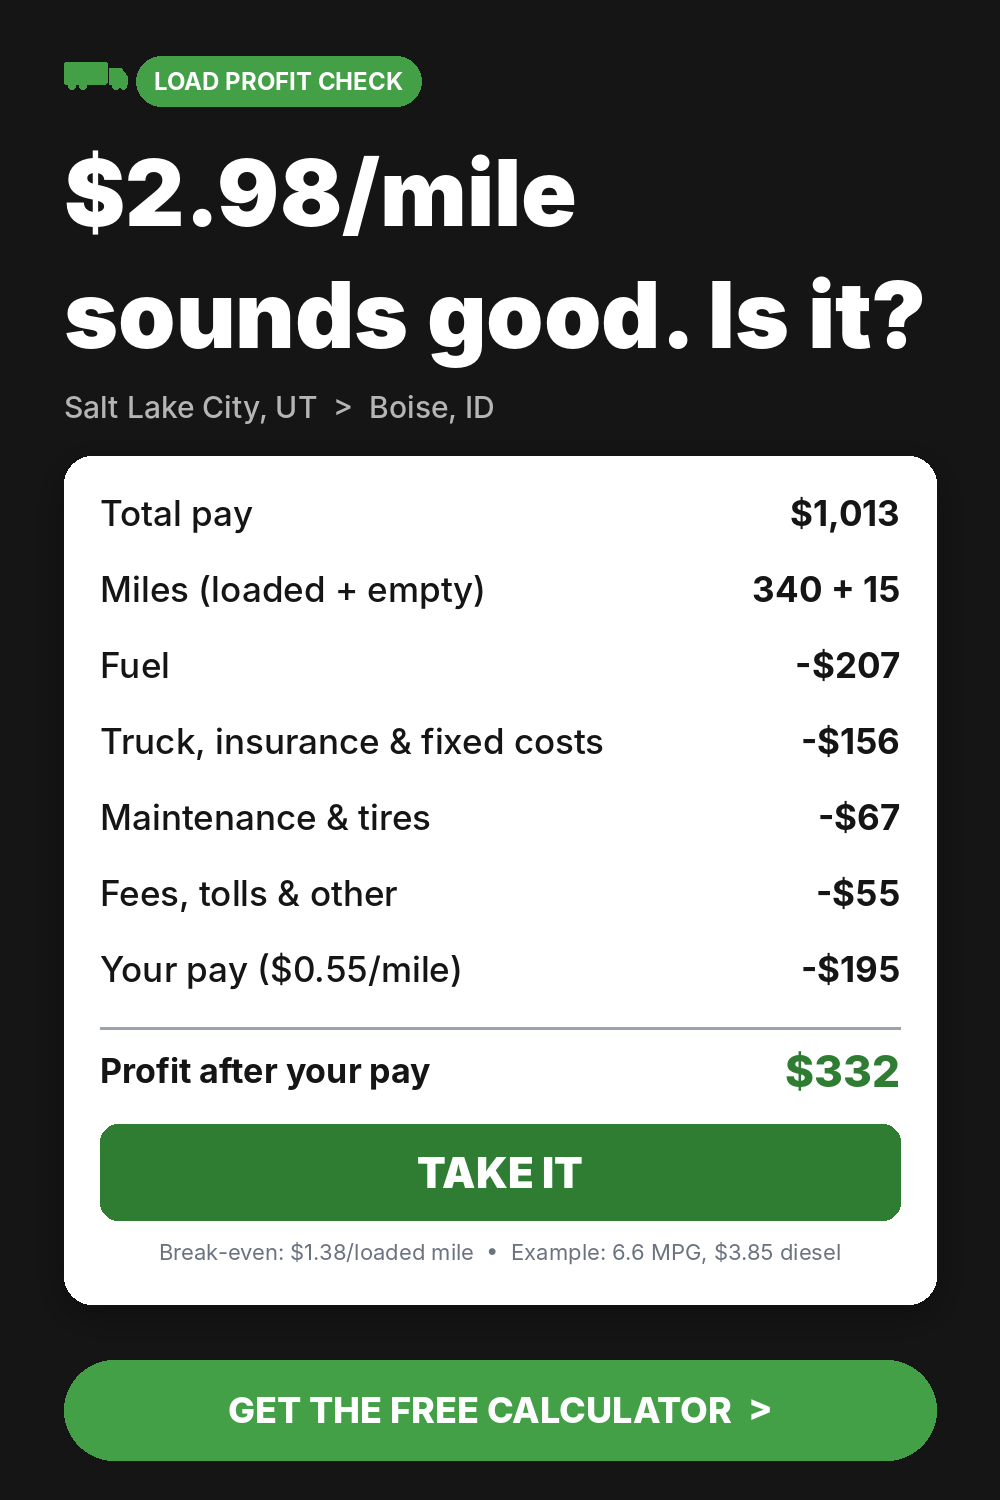 LOAD PROFIT CHECK
$2.98/mile
sounds good. Is it?
Salt Lake City, UT > Boise, ID
Total pay $1,013
Miles (loaded + empty) 340 + 15
Fuel -$207
Truck, insurance & fixed costs -$156
Maintenance & tires -$67
Fees, tolls & other -$55
Your pay ($0.55/mile) -$195
Profit after your pay $332
TAKE IT
Break-even: $1.38/loaded mile • Example: 6.6 MPG, $3.85 diesel
GET THE FREE CALCULATOR >